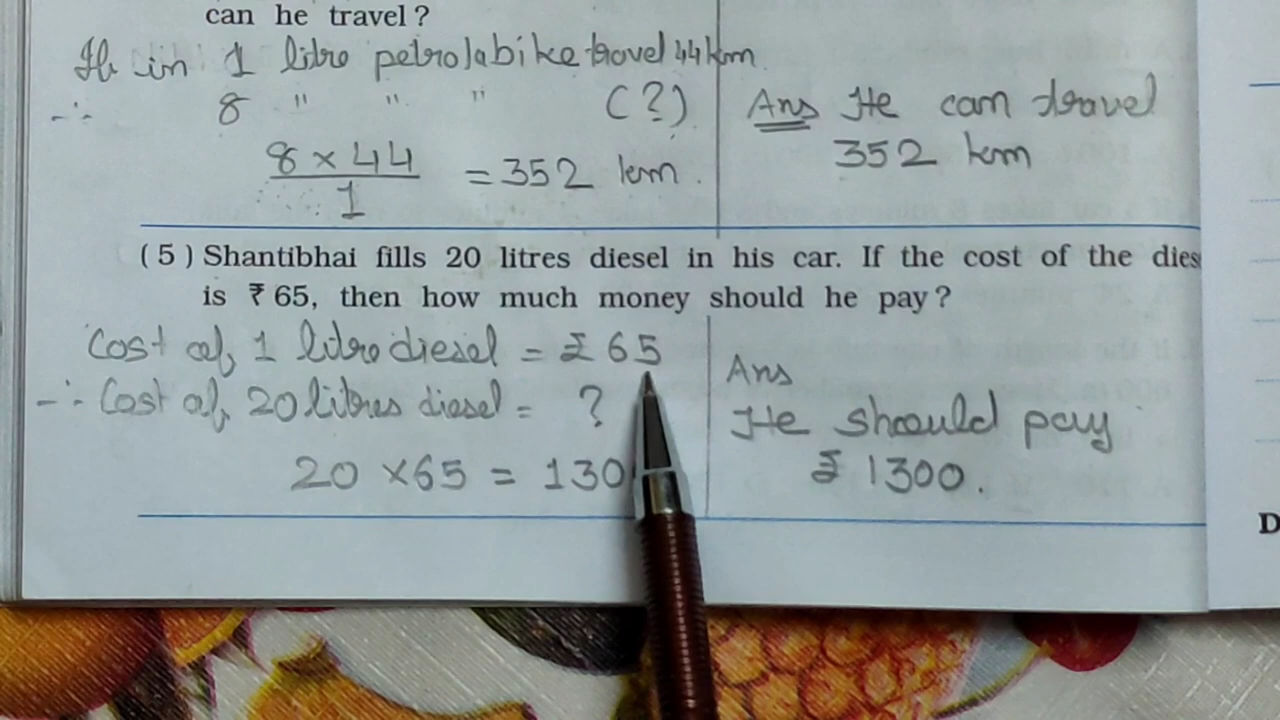 can he travel?
If in 1 litre petrol a bike travel 44 km
∴ 8 " " " (?)
Ans He can travel
352 km
8 × 44
1
= 352 km.
(5) Shantibhai fills 20 litres diesel in his car. If the cost of the dies
is ₹ 65, then how much money should he pay?
Cost of 1 litre diesel = ₹ 65
∴ Cost of 20 litres diesel = ?
20 × 65 = 130
Ans
He should pay
₹ 1300.
D